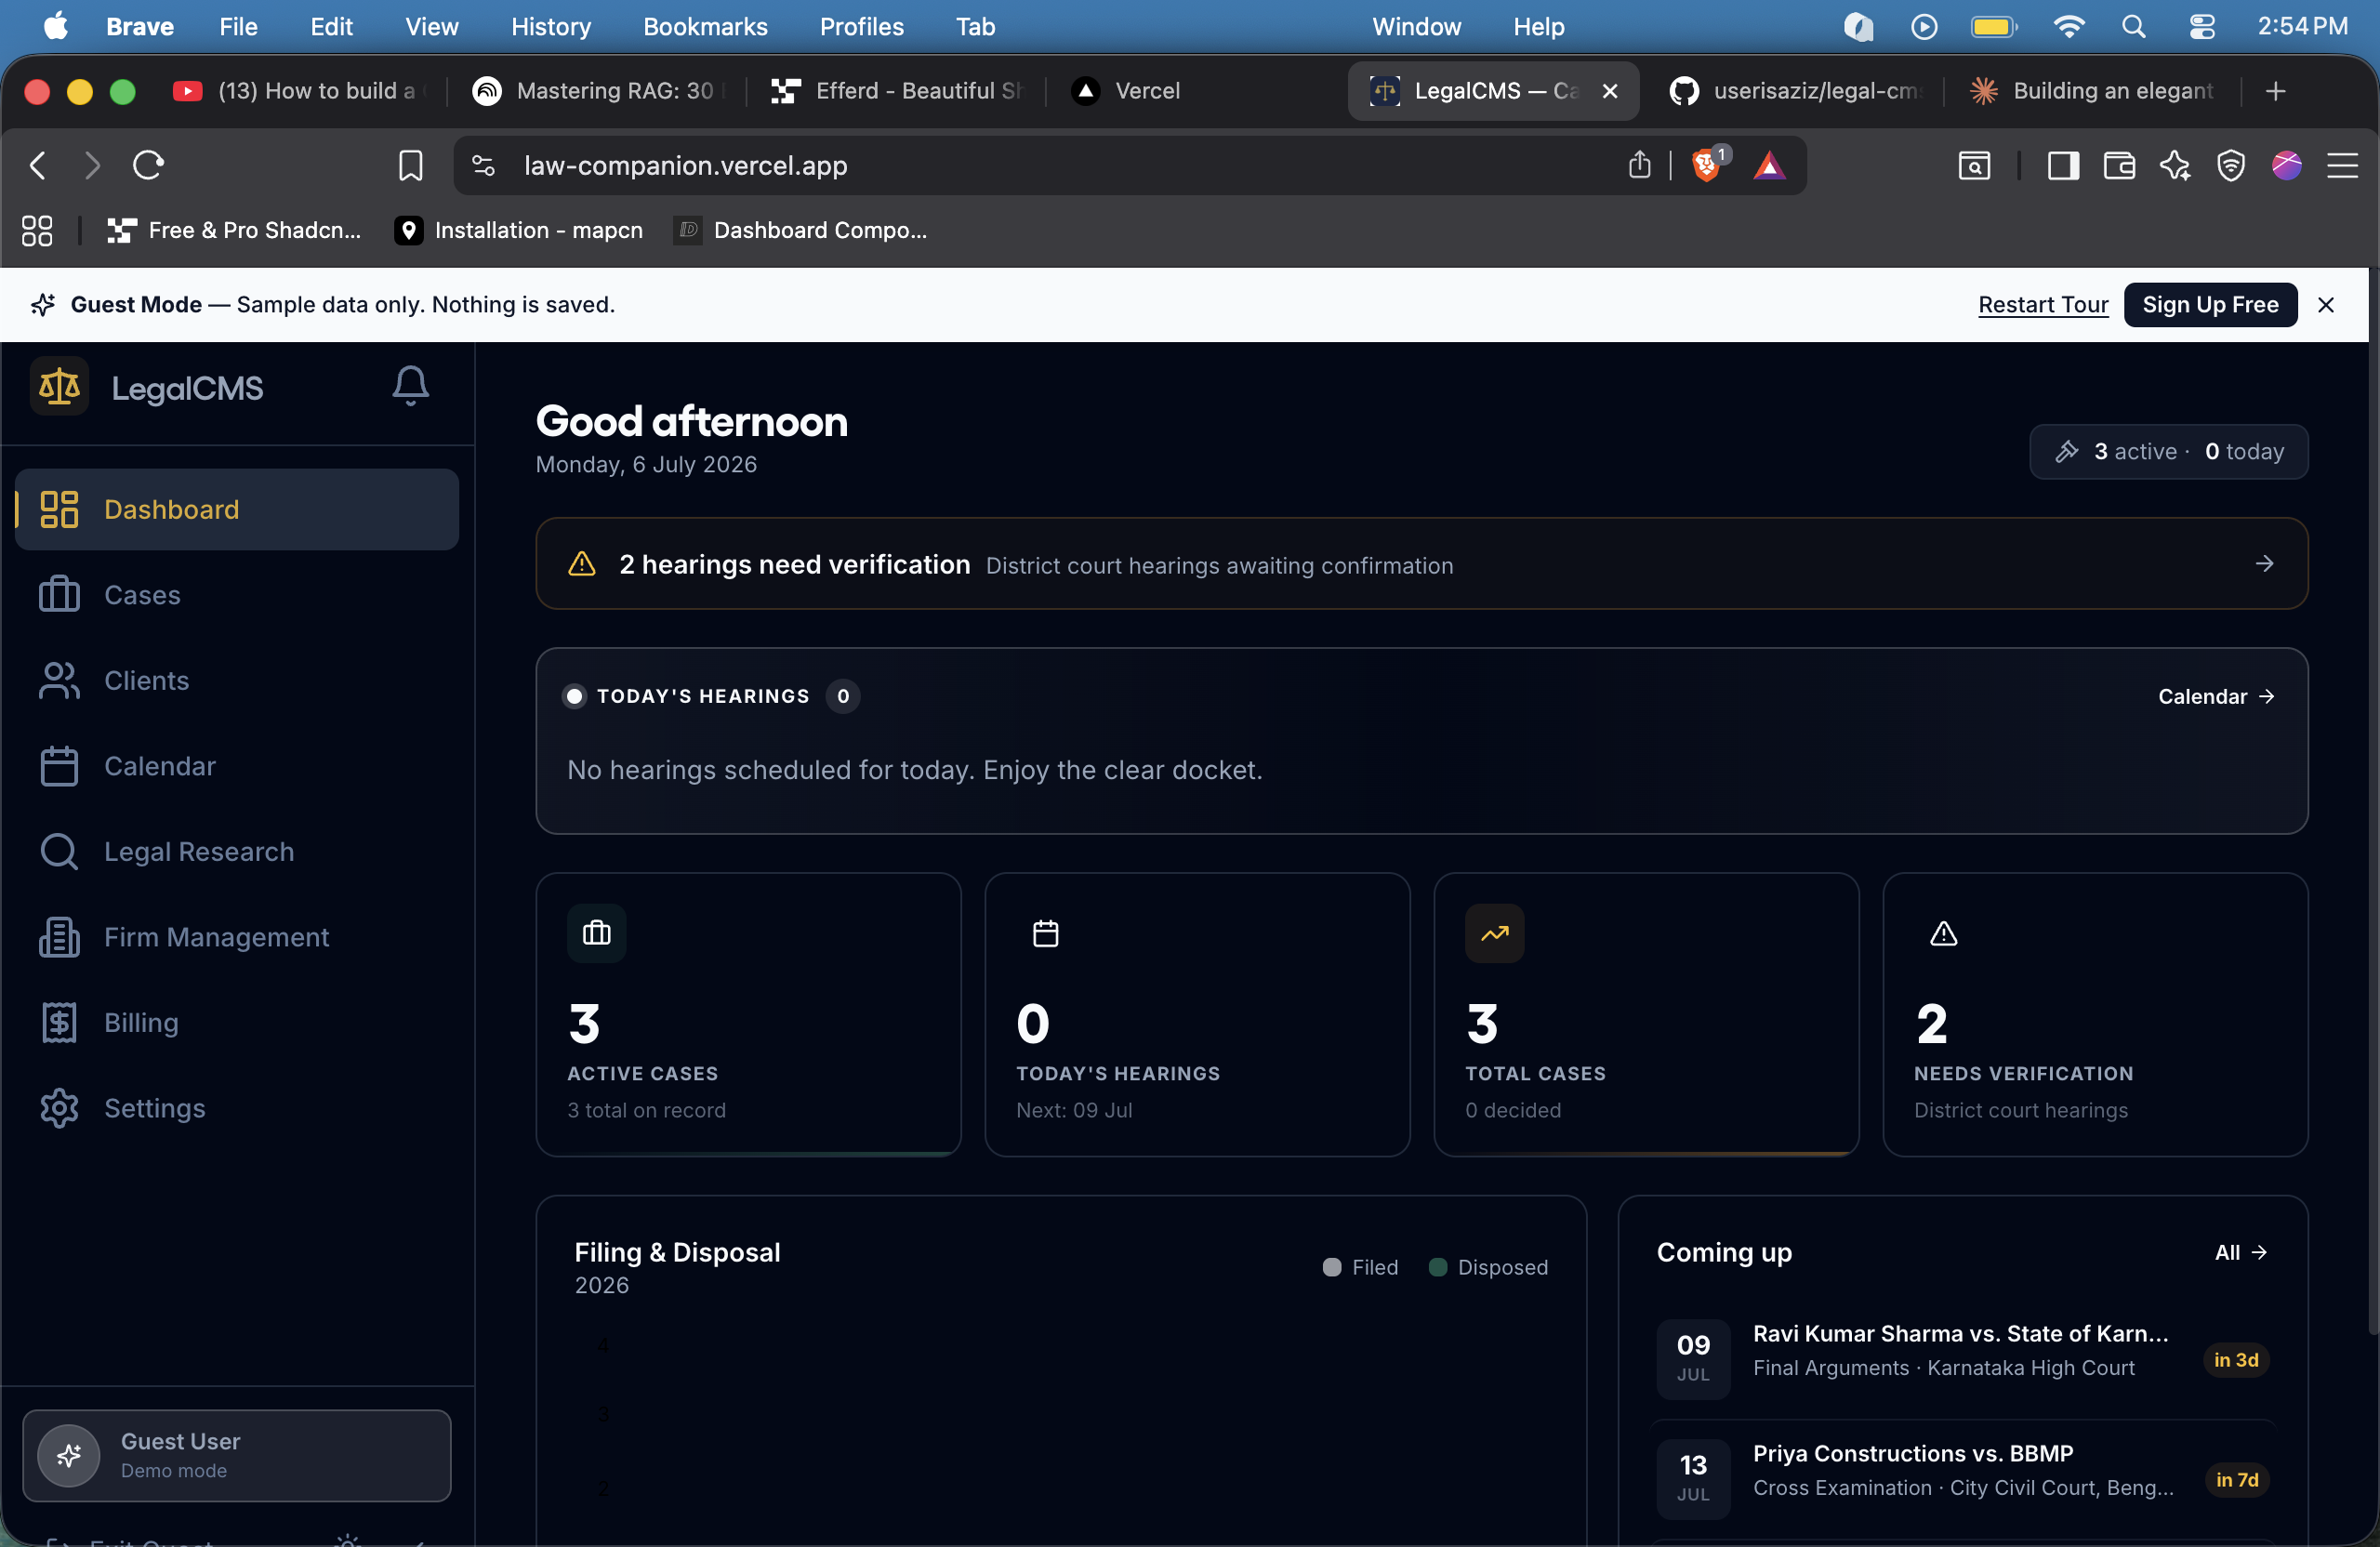 Brave File Edit View History Bookmarks Profiles Tab Window Help 2:54 PM
(13) How to build a
Mastering RAG: 30
Efferd - Beautiful Sh
Vercel
LegalCMS — Ca
userisaziz/legal-cm
Building an elegant
law-companion.vercel.app
1
Free & Pro Shadcn...
Installation - mapcn
Dashboard Compo...
Guest Mode — Sample data only. Nothing is saved.
Restart Tour
Sign Up Free
LegalCMS
Dashboard
Cases
Clients
Calendar
Legal Research
Firm Management
Billing
Settings
Guest User
Demo mode
Exit Guest
Good afternoon
Monday, 6 July 2026
3 active · 0 today
2 hearings need verification District court hearings awaiting confirmation
TODAY'S HEARINGS 0
Calendar
No hearings scheduled for today. Enjoy the clear docket.
3
ACTIVE CASES
3 total on record
0
TODAY'S HEARINGS
Next: 09 Jul
3
TOTAL CASES
0 decided
2
NEEDS VERIFICATION
District court hearings
Filing & Disposal
2026
Filed
Disposed
4
3
2
Coming up
All
09
JUL
Ravi Kumar Sharma vs. State of Karn...
Final Arguments · Karnataka High Court
in 3d
13
JUL
Priya Constructions vs. BBMP
Cross Examination · City Civil Court, Beng...
in 7d